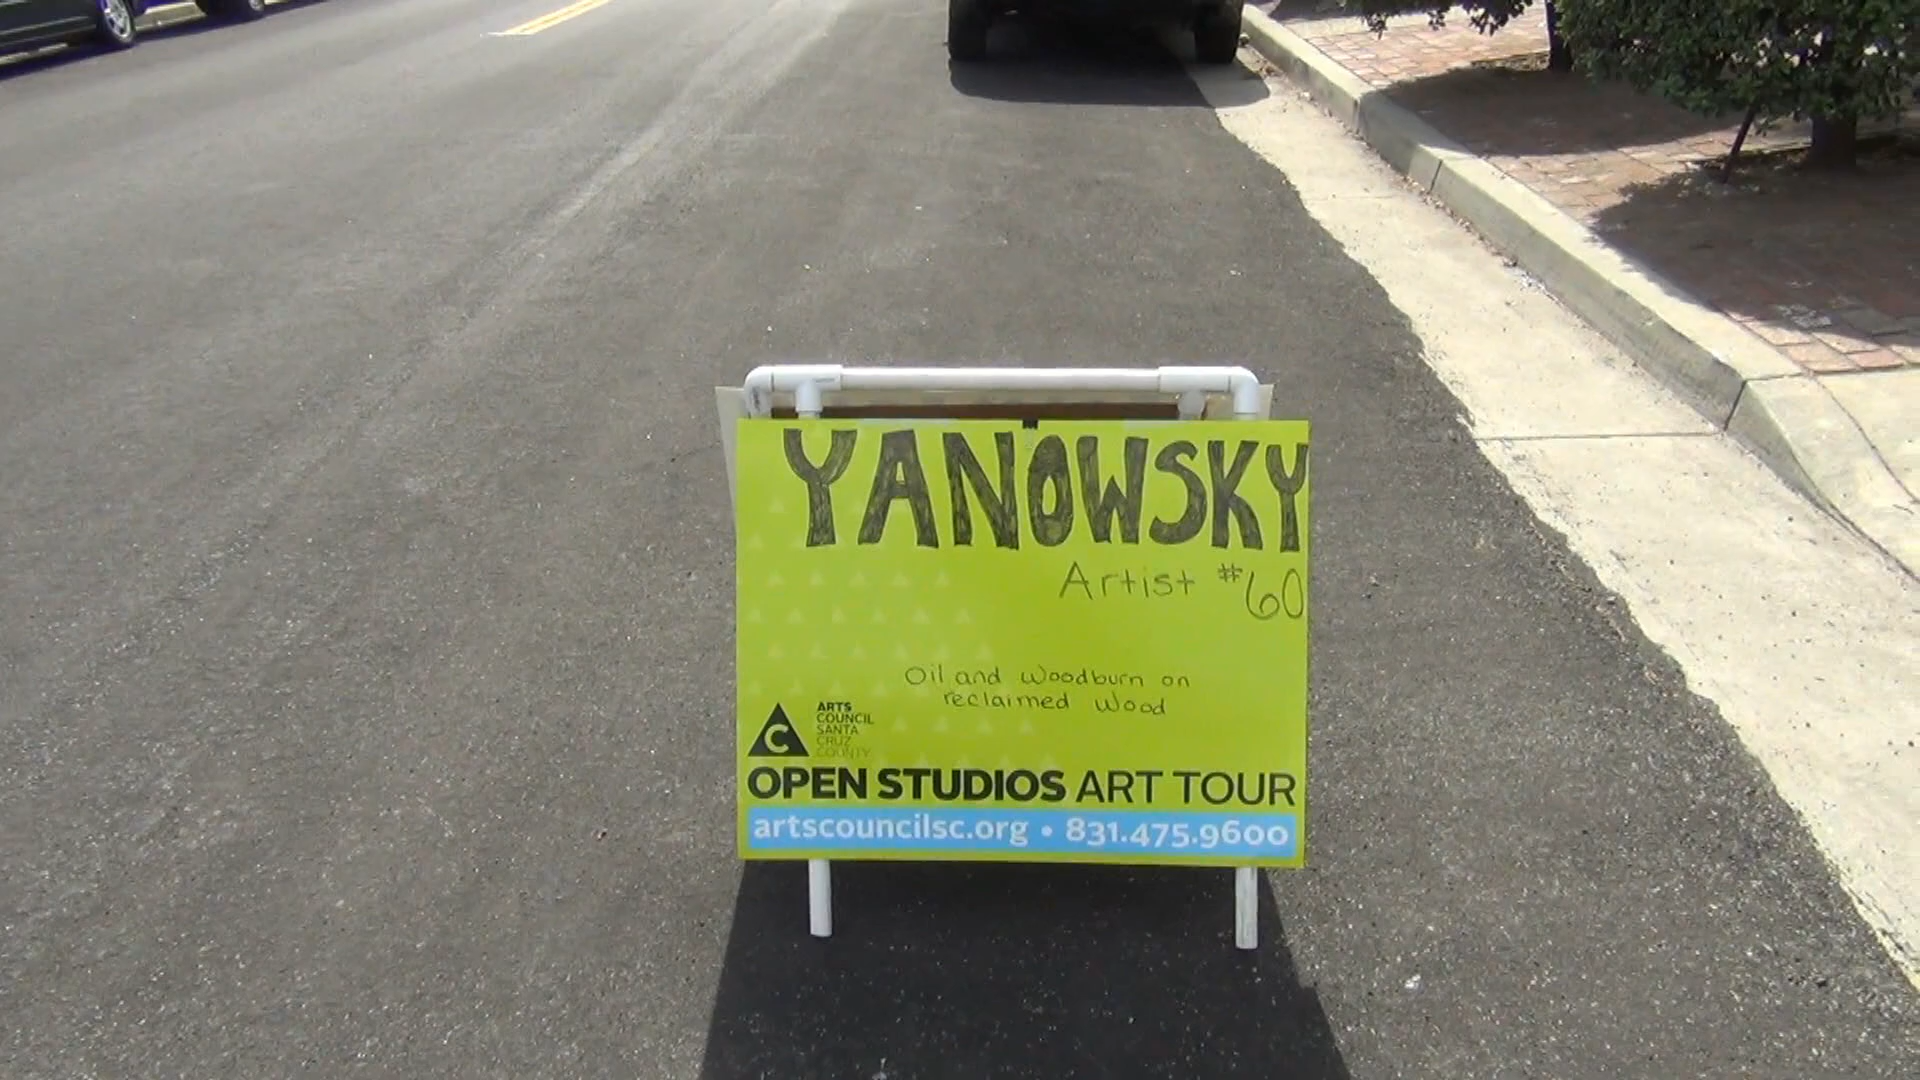 YANOWSKY
Artist #60
Oil and Woodburn on
reclaimed Wood
C
ARTS
COUNCIL
SANTA
CRUZ
COUNTY
OPEN STUDIOS ART TOUR
artscouncilsc.org • 831.475.9600